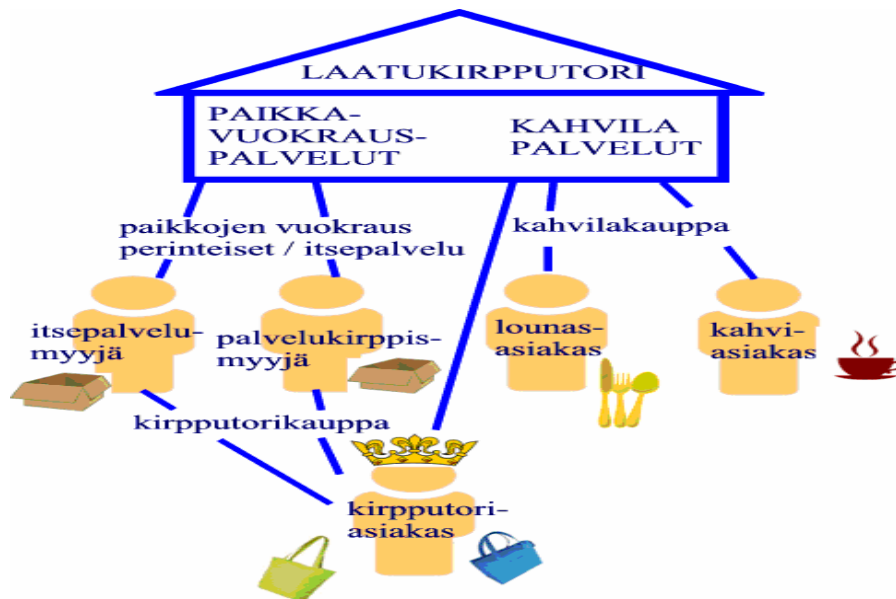 LAATUKIRPPUTORI
PAIKKA-
VUOKRAUS-
PALVELUT
KAHVILA
PALVELUT
paikkojen vuokraus
perinteiset / itsepalvelu
kahvilakauppa
itsepalvelu-
myyjä
palvelukirppis-
myyjä
lounas-
asiakas
kahvi-
asiakas
kirpputorikauppa
kirpputori-
asiakas